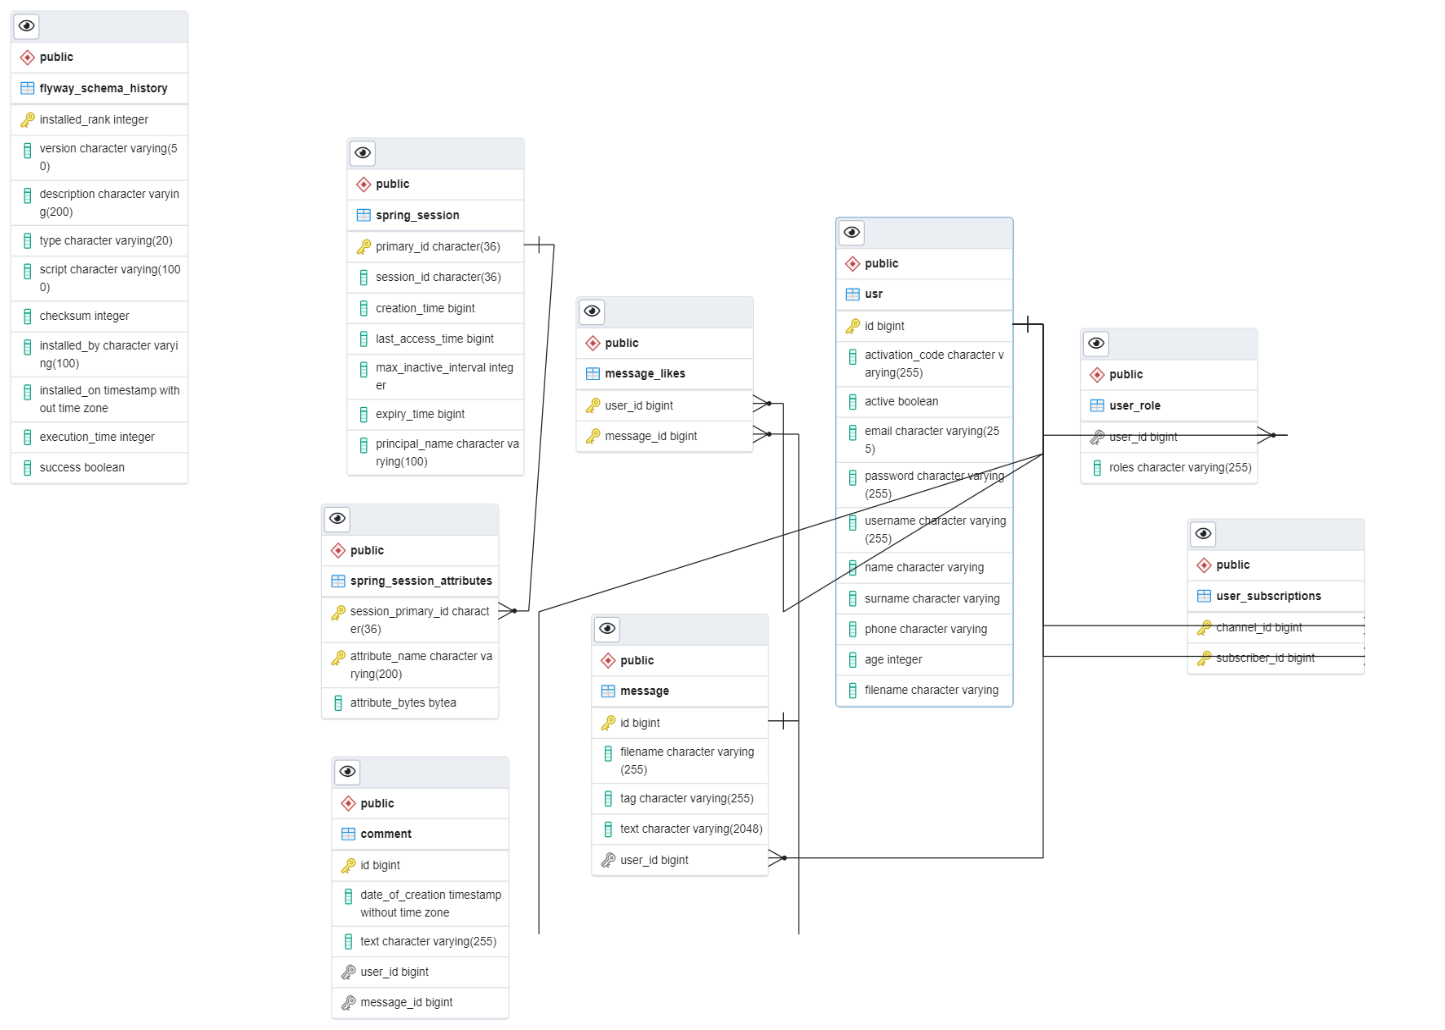 public
flyway_schema_history
installed_rank integer
version character varying(5
0)
description character varyin
g(200)
type character varying(20)
script character varying(100
0)
checksum integer
installed_by character varyi
ng(100)
installed_on timestamp with
out time zone
execution_time integer
success boolean
public
spring_session
primary_id character(36)
session_id character(36)
creation_time bigint
last_access_time bigint
max_inactive_interval integ
er
expiry_time bigint
principal_name character va
rying(100)
public
spring_session_attributes
session_primary_id charact
er(36)
attribute_name character va
rying(200)
attribute_bytes bytea
public
comment
id bigint
date_of_creation timestamp
without time zone
text character varying(255)
user_id bigint
message_id bigint
public
message_likes
user_id bigint
message_id bigint
public
message
id bigint
filename character varying
(255)
tag character varying(255)
text character varying(2048)
user_id bigint
public
usr
id bigint
activation_code character v
arying(255)
active boolean
email character varying(25
5)
password character varying
(255)
username character varying
(255)
name character varying
surname character varying
phone character varying
age integer
filename character varying
public
user_role
user_id bigint
roles character varying(255)
public
user_subscriptions
channel_id bigint
subscriber_id bigint